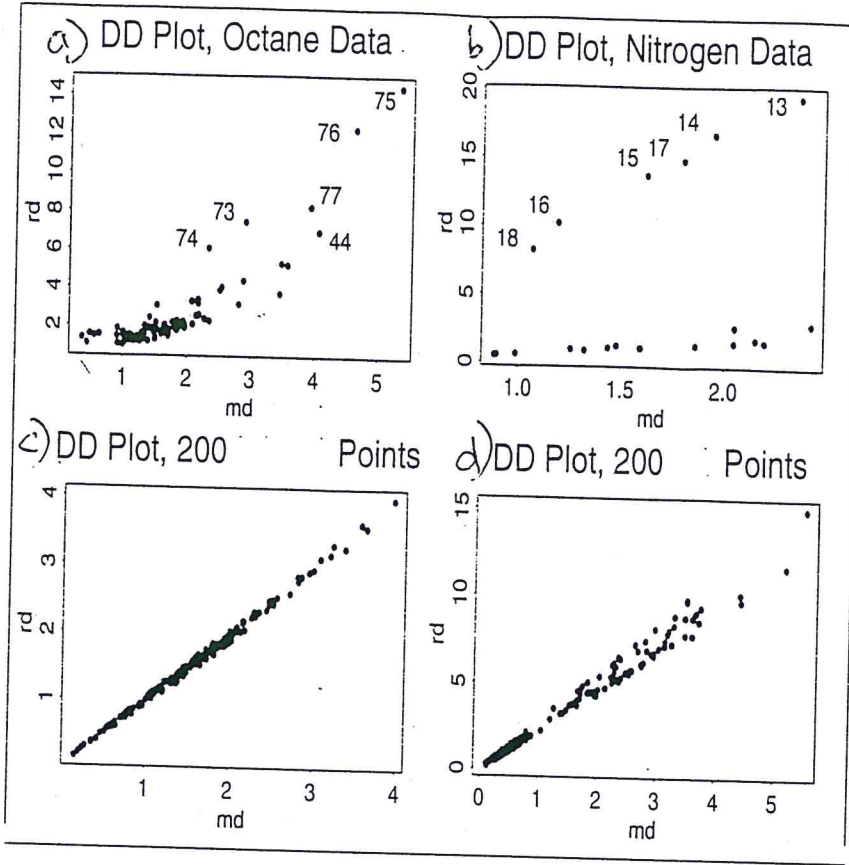 a) DD Plot, Octane Data
14
12
10
8
6
4
2
rd
75
76
77
73
44
74
1 2 3 4 5
md
b) DD Plot, Nitrogen Data
20
15
10
5
0
rd
13
14
17
15
16
18
1.0 1.5 2.0
md
c) DD Plot, 200 Points
4
3
2
1
rd
1 2 3 4
md
d) DD Plot, 200 Points
15
10
5
0
rd
0 1 2 3 4 5
md